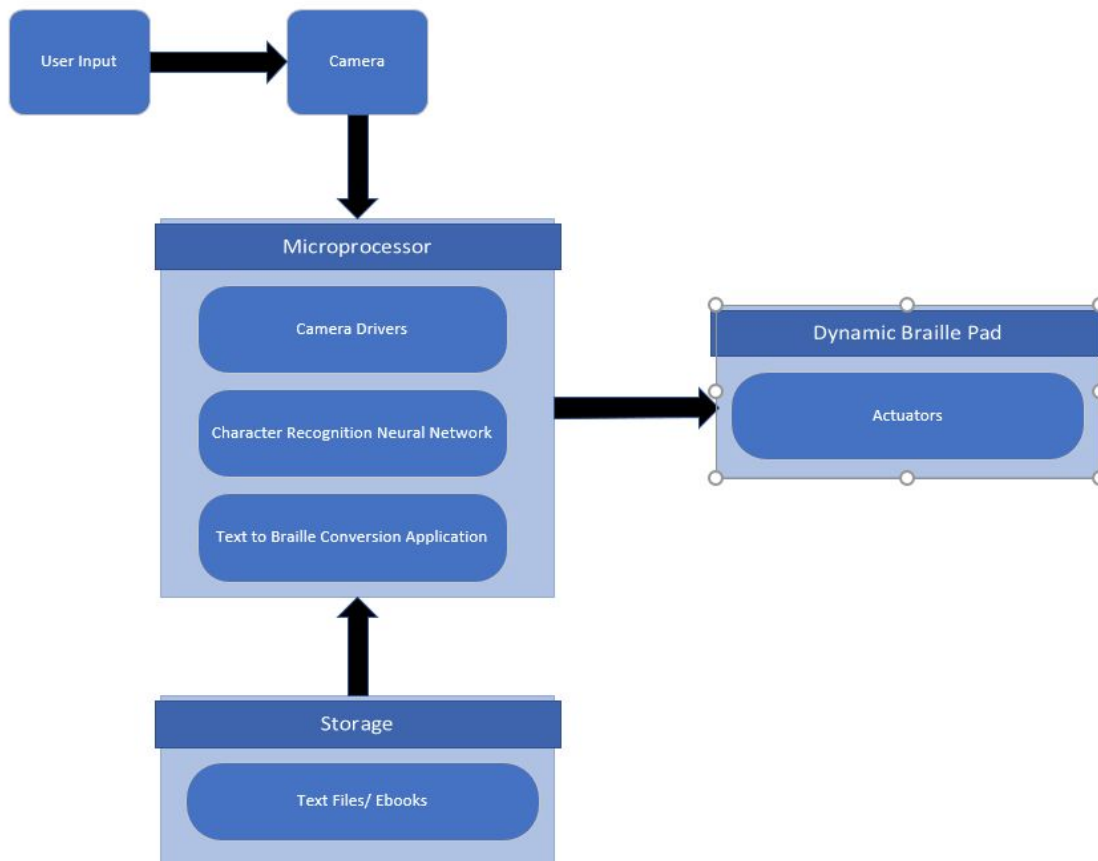 User Input
Camera
Microprocessor
Camera Drivers
Character Recognition Neural Network
Text to Braille Conversion Application
Dynamic Braille Pad
Actuators
Storage
Text Files/ Ebooks